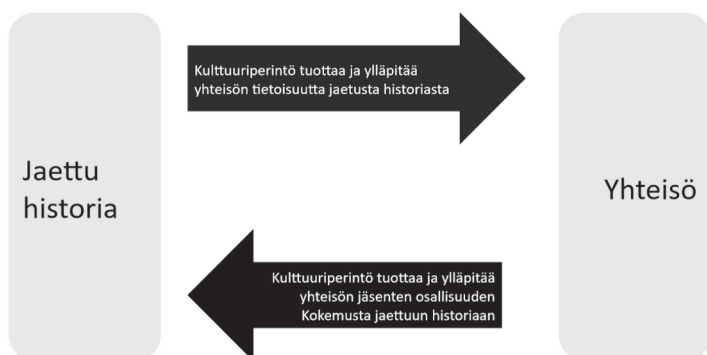 Kulttuuriperintö tuottaa ja ylläpitää
yhteisön tietoisuutta jaetusta historiasta
Jaettu
historia
Yhteisö
Kulttuuriperintö tuottaa ja ylläpitää
yhteisön jäsenten osallisuuden
Kokemusta jaettuun historiaan